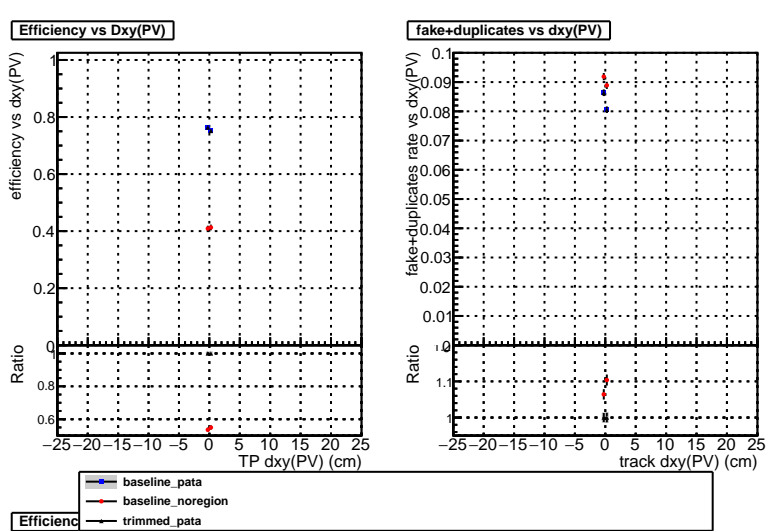 Efficiency vs Dxy(PV)
efficiency vs dxy(PV)
1
0.8
0.6
0.4
0.2
0
Ratio
1
0.8
0.6
−25 −20 −15 −10 −5 0 5 10 15 20 25
TP dxy(PV) (cm)
fake+duplicates vs dxy(PV)
fake+duplicates rate vs dxy(PV)
0.1
0.09
0.08
0.07
0.06
0.05
0.04
0.03
0.02
0.01
0
Ratio
1.1
1
−25 −20 −15 −10 −5 0 5 10 15 20 25
track dxy(PV) (cm)
baseline_pata
baseline_noregion
trimmed_pata
Efficienc